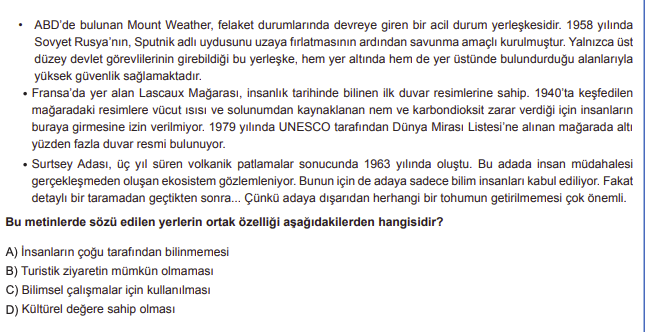 • ABD’de bulunan Mount Weather, felaket durumlarında devreye giren bir acil durum yerleşkesidir. 1958 yılında
Sovyet Rusya’nın, Sputnik adlı uydusunu uzaya fırlatmasının ardından savunma amaçlı kurulmuştur. Yalnızca üst
düzey devlet görevlilerinin girebildiği bu yerleşke, hem yer altında hem de yer üstünde bulundurduğu alanlarıyla
yüksek güvenlik sağlamaktadır.
• Fransa’da yer alan Lascaux Mağarası, insanlık tarihinde bilinen ilk duvar resimlerine sahip. 1940’ta keşfedilen
mağaradaki resimlere vücut ısısı ve solunumdan kaynaklanan nem ve karbondioksit zarar verdiği için insanların
buraya girmesine izin verilmiyor. 1979 yılında UNESCO tarafından Dünya Mirası Listesi’ne alınan mağarada altı
yüzden fazla duvar resmi bulunuyor.
• Surtsey Adası, üç yıl süren volkanik patlamalar sonucunda 1963 yılında oluştu. Bu adada insan müdahalesi
gerçekleşmeden oluşan ekosistem gözlemleniyor. Bunun için de adaya sadece bilim insanları kabul ediliyor. Fakat
detaylı bir taramadan geçtikten sonra... Çünkü adaya dışarıdan herhangi bir tohumun getirilmemesi çok önemli.
Bu metinlerde sözü edilen yerlerin ortak özelliği aşağıdakilerden hangisidir?
A) İnsanların çoğu tarafından bilinmemesi
B) Turistik ziyaretin mümkün olmaması
C) Bilimsel çalışmalar için kullanılması
D) Kültürel değere sahip olması